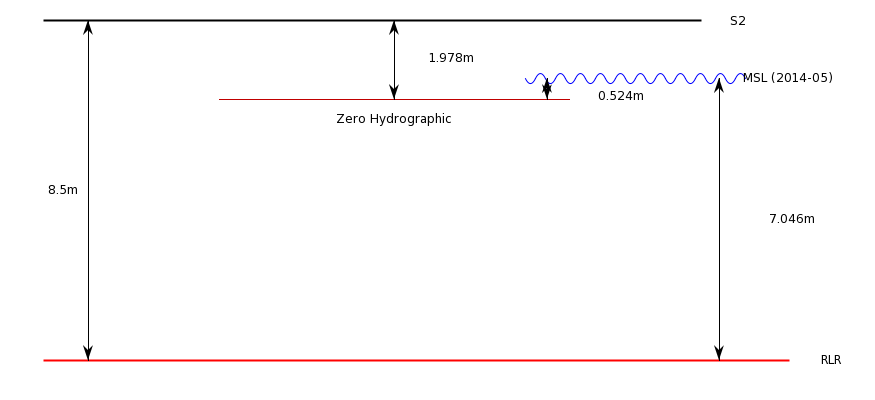 S2
1.978m
MSL (2014-05)
0.524m
Zero Hydrographic
8.5m
7.046m
RLR